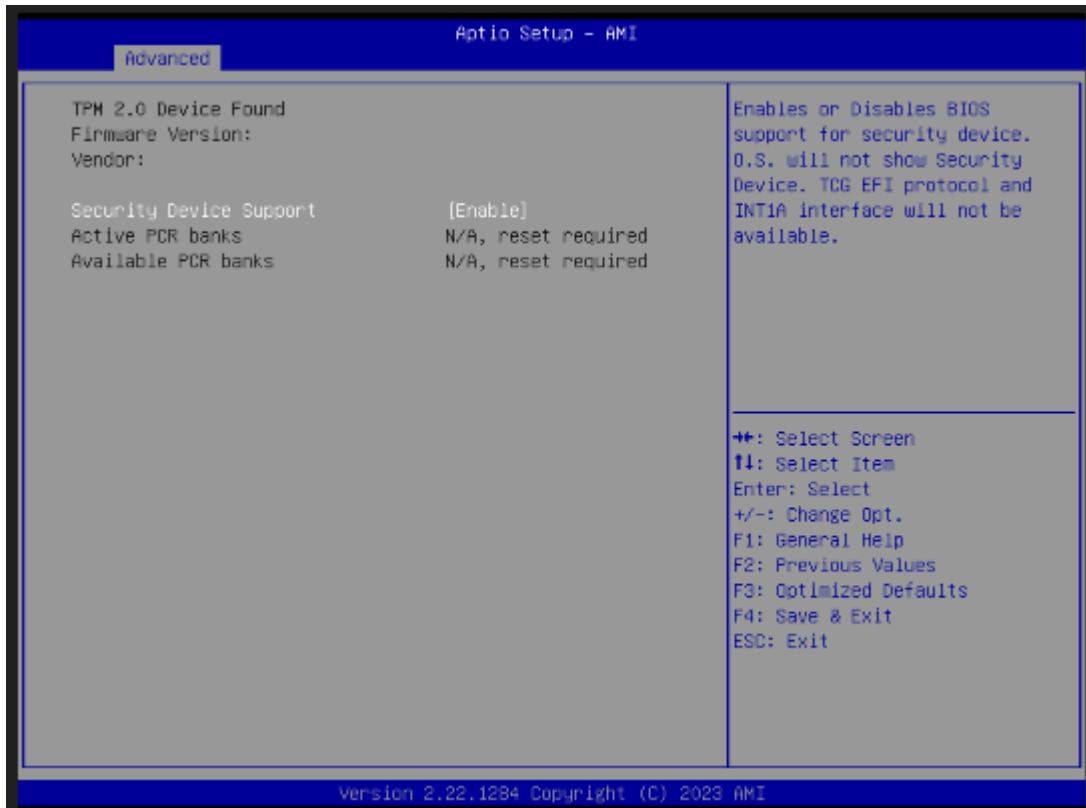 Aptio Setup – AMI
Advanced
TPM 2.0 Device Found
Firmware Version:
Vendor:
Security Device Support [Enable]
Active PCR banks N/A, reset required
Available PCR banks N/A, reset required
Enables or Disables BIOS
support for security device.
O.S. will not show Security
Device. TCG EFI protocol and
INT1A interface will not be
available.
→←: Select Screen
↑↓: Select Item
Enter: Select
+/-: Change Opt.
F1: General Help
F2: Previous Values
F3: Optimized Defaults
F4: Save & Exit
ESC: Exit
Version 2.22.1284 Copyright (C) 2023 AMI